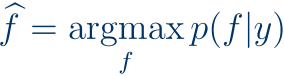 f̂ = argmax p(f|y)
f